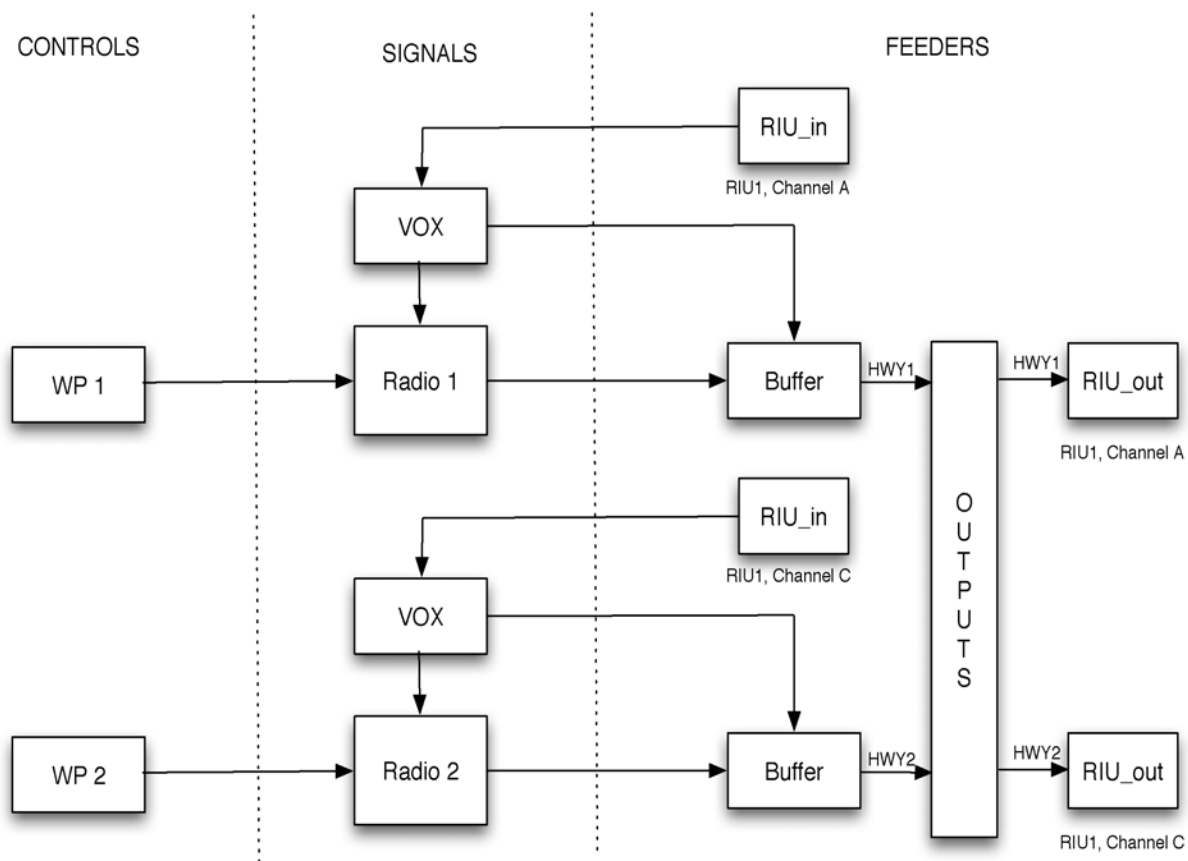 CONTROLS
SIGNALS
FEEDERS
RIU_in
RIU1, Channel A
VOX
WP 1
Radio 1
Buffer
HWY1
HWY1
RIU_out
RIU1, Channel A
RIU_in
RIU1, Channel C
VOX
OUTPUTS
WP 2
Radio 2
Buffer
HWY2
HWY2
RIU_out
RIU1, Channel C